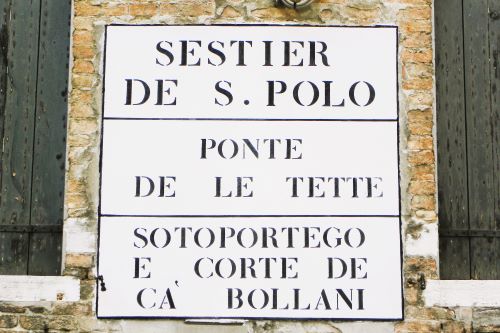 SESTIER
DE S. POLO
PONTE
DE LE TETTE
SOTOPORTEGO
E CORTE DE
CA' BOLLANI